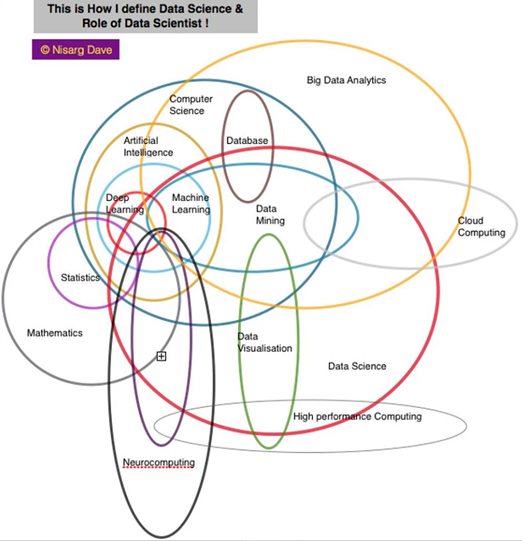 This is How I define Data Science &
Role of Data Scientist !
© Nisarg Dave
Big Data Analytics
Computer
Science
Artificial
Intelligence
Database
Deep
Learning
Machine
Learning
Data
Mining
Cloud
Computing
Statistics
Mathematics
Data
Visualisation
Data Science
High performance Computing
Neurocomputing